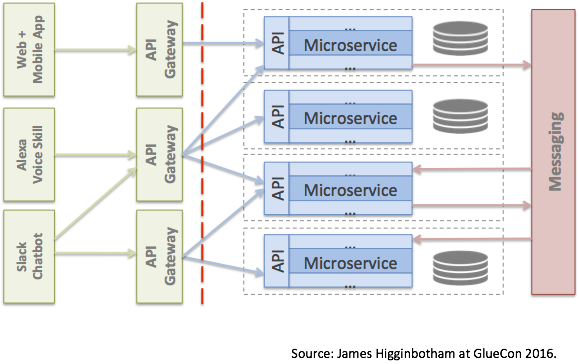 Web +
Mobile App
API
Gateway
API
...
Microservice
...
Alexa
Voice Skill
API
Gateway
API
...
Microservice
...
Messaging
Slack
Chatbot
API
Gateway
API
...
Microservice
...
API
...
Microservice
...
Source: James Higginbotham at GlueCon 2016.